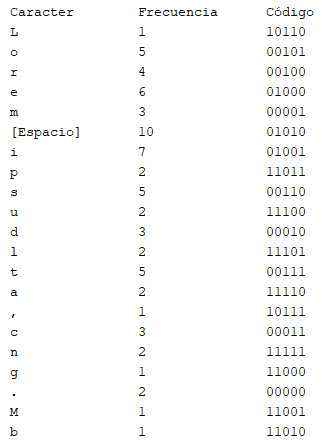 Caracter Frecuencia Código
L 1 10110
o 5 00101
r 4 00100
e 6 01000
m 3 00001
[Espacio] 10 01010
i 7 01001
p 2 11011
s 5 00110
u 2 11100
d 3 00010
l 2 11101
t 5 00111
a 2 11110
, 1 10111
c 3 00011
n 2 11111
g 1 11000
. 2 00000
M 1 11001
b 1 11010